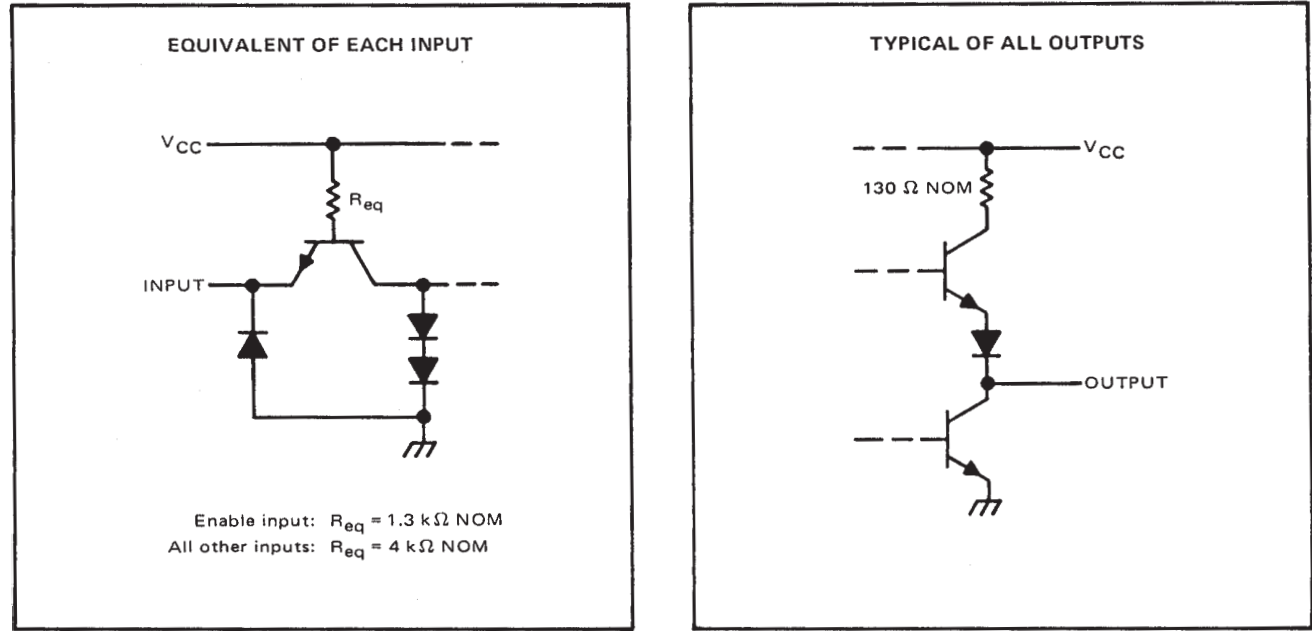 EQUIVALENT OF EACH INPUT
VCC
Req
INPUT
Enable input: Req = 1.3 kΩ NOM
All other inputs: Req = 4 kΩ NOM
TYPICAL OF ALL OUTPUTS
VCC
130 Ω NOM
OUTPUT